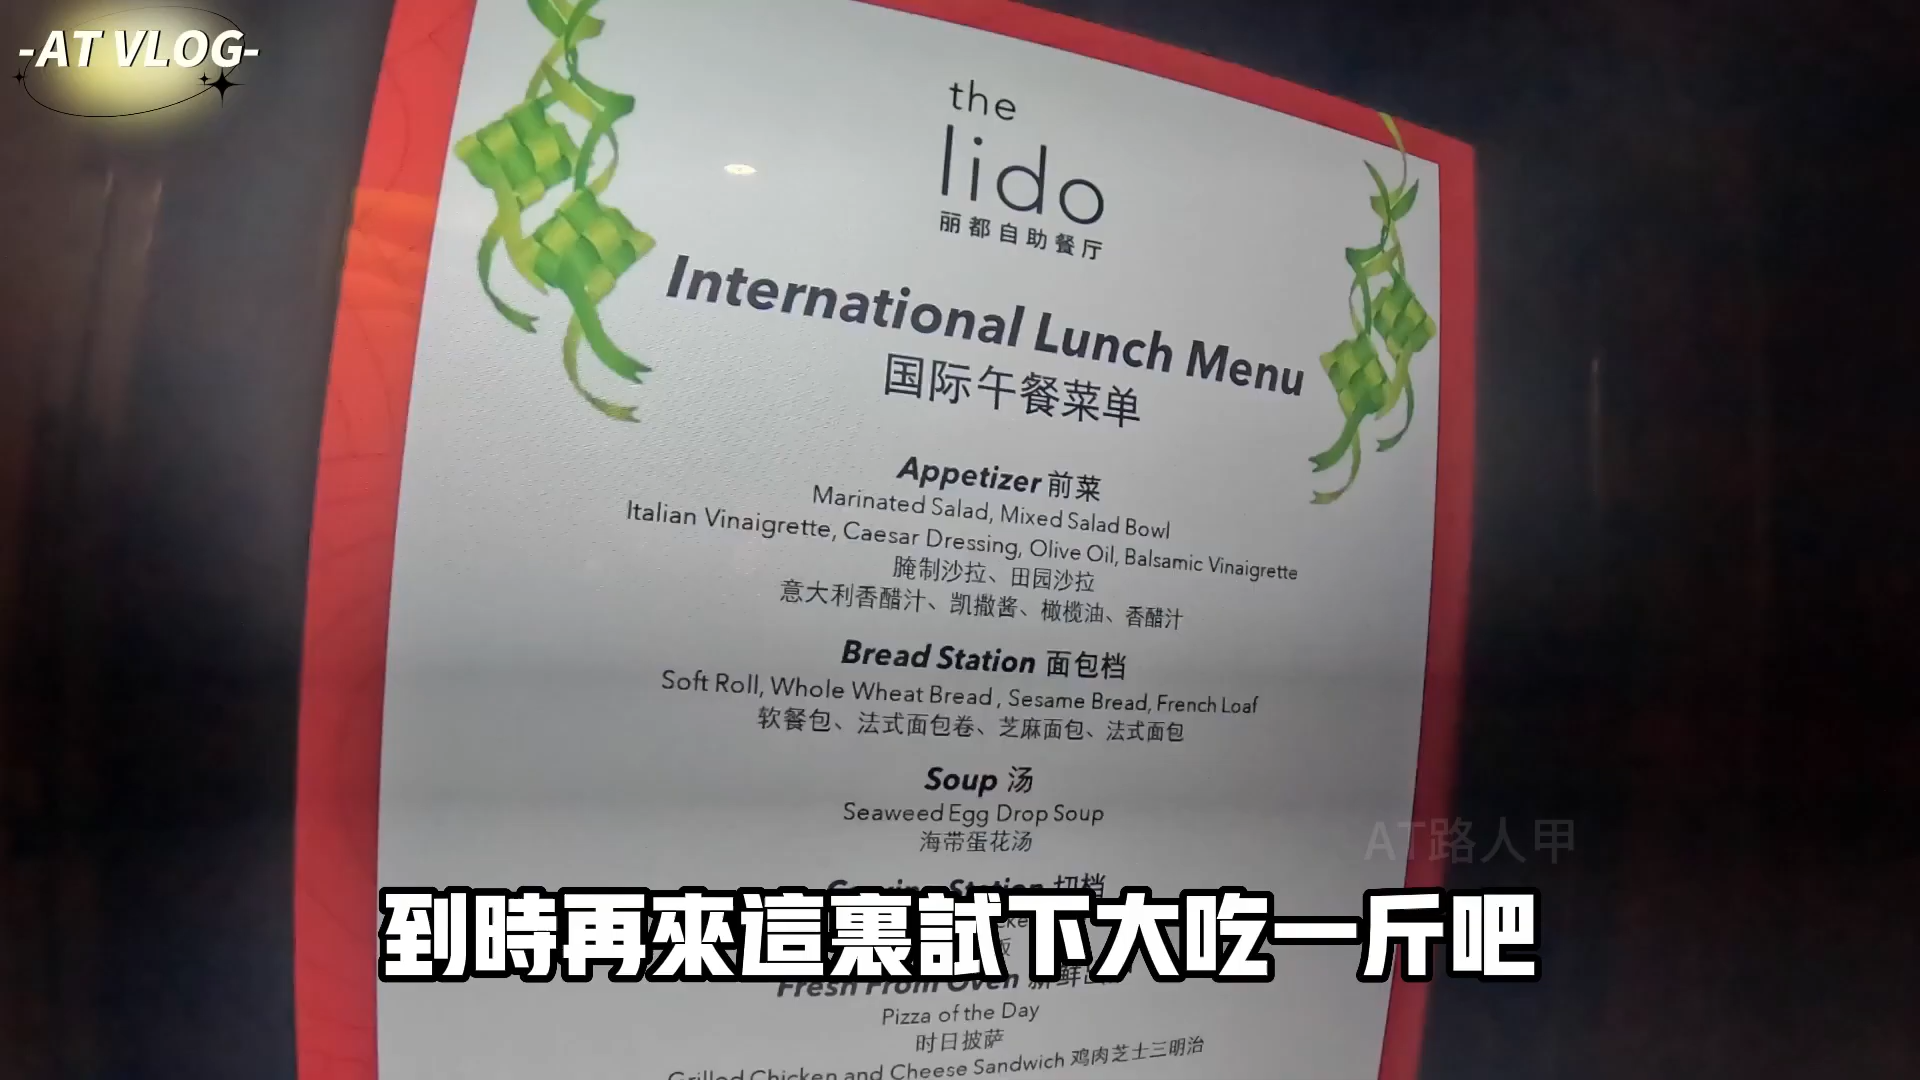 -AT VLOG-
the
lido
丽都自助餐厅
International Lunch Menu
国际午餐菜单
Appetizer 前菜
Marinated Salad, Mixed Salad Bowl
Italian Vinaigrette, Caesar Dressing, Olive Oil, Balsamic Vinaigrette
腌制沙拉、田园沙拉
意大利香醋汁、凯撒酱、橄榄油、香醋汁
Bread Station 面包档
Soft Roll, Whole Wheat Bread , Sesame Bread, French Loaf
软餐包、法式面包卷、芝麻面包、法式面包
Soup 汤
Seaweed Egg Drop Soup
海带蛋花汤
AT路人甲
Carving Station 切档
到時再來這裏試下大吃一斤吧
Fresh From Oven 新鲜
Pizza of the Day
时日披萨
Grilled Chicken and Cheese Sandwich 鸡肉芝士三明治